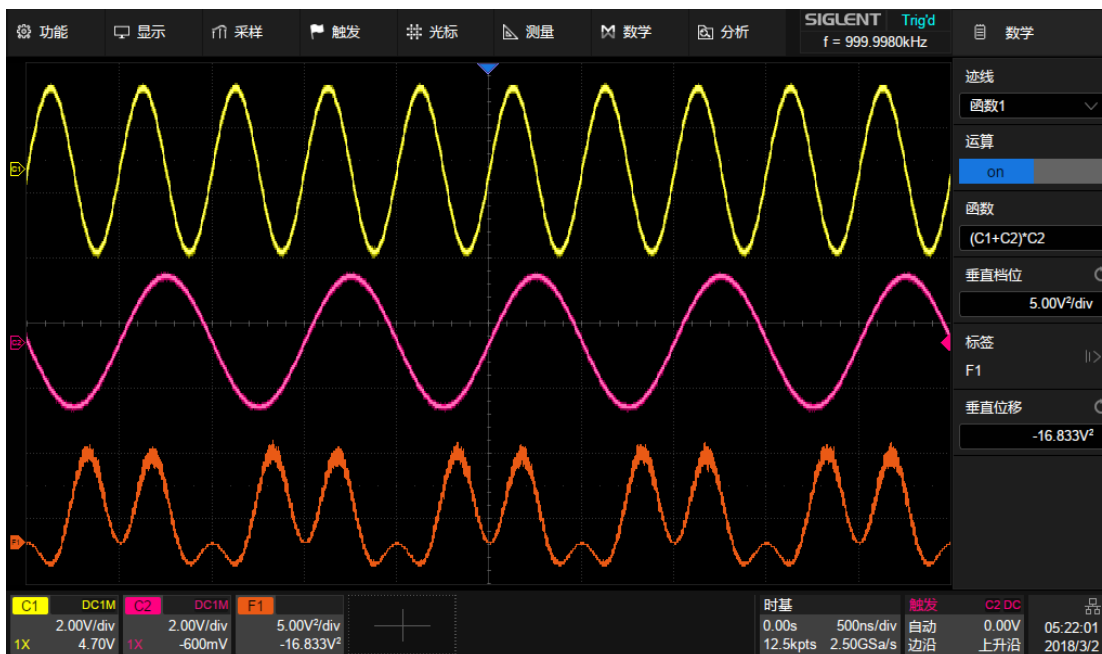 功能 显示 采样 触发 光标 测量 数学 分析 SIGLENT Trig'd
f = 999.9980kHz
数学
迹线
函数1
运算
on
函数
(C1+C2)*C2
垂直档位
5.00V²/div
标签
F1
垂直位移
-16.833V²
C1
C2
F1
C1 DC1M
2.00V/div
1X 4.70V
C2 DC1M
2.00V/div
1X -600mV
F1
5.00V²/div
-16.833V²
时基
0.00s 500ns/div
12.5kpts 2.50GSa/s
触发 C2 DC
自动 0.00V
边沿 上升沿
05:22:01
2018/3/2